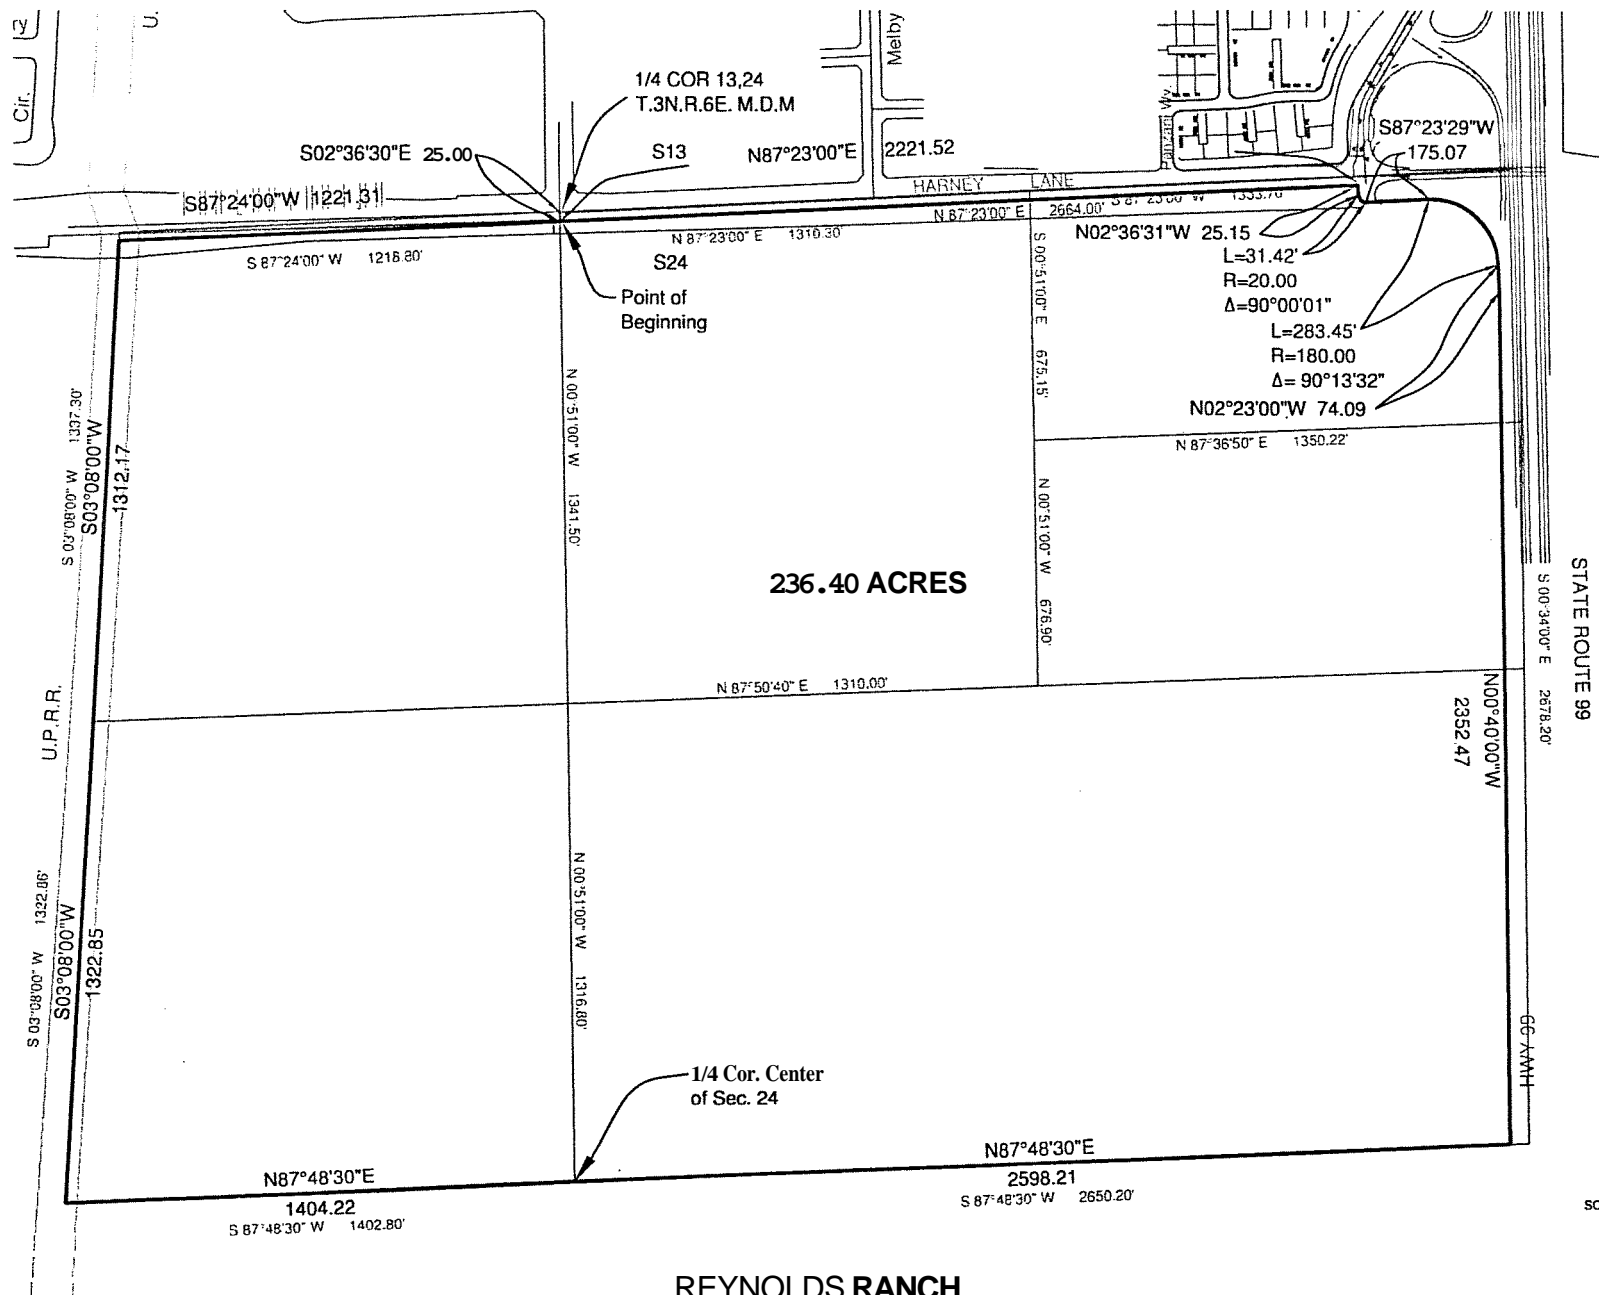 ry
U.
Cir.
Melby
1/4 COR 13,24
T.3N.R.6E. M.D.M
S02°36'30"E 25.00
S13
N87°23'00"E 2221.52
S87°23'29"W
175.07
S87°24'00"W 1221.31
HARNEY LANE
N 87°23'00" E 2664.00'
S 87°23'00" W
N 87°23'00" E 1310.30'
S 87°24'00" W 1218.80'
S24
N02°36'31"W 25.15
L=31.42'
R=20.00
Δ=90°00'01"
L=283.45'
R=180.00
Δ= 90°13'32"
N02°23'00"W 74.09
Point of
Beginning
S 00°51'00" E 675.15'
N 87°36'50" E 1350.22'
N 00°51'00" W 1341.50'
S 03°08'00" W 1337.30'
S03°08'00"W
1312.17
N 00°51'00" W 676.90'
236.40 ACRES
STATE ROUTE 99
S 00°34'00" E 2678.20'
N 87°50'40" E 1310.00'
N00°40'00"W
2352.47
U.P.R.R.
S 03°08'00" W 1322.86'
S03°08'00"W
1322.85
N 00°51'00" W 1316.80'
HWY 99
1/4 Cor. Center
of Sec. 24
N87°48'30"E
1404.22
S 87°48'30" W 1402.80'
N87°48'30"E
2598.21
S 87°48'30" W 2650.20'
SC
REYNOLDS RANCH